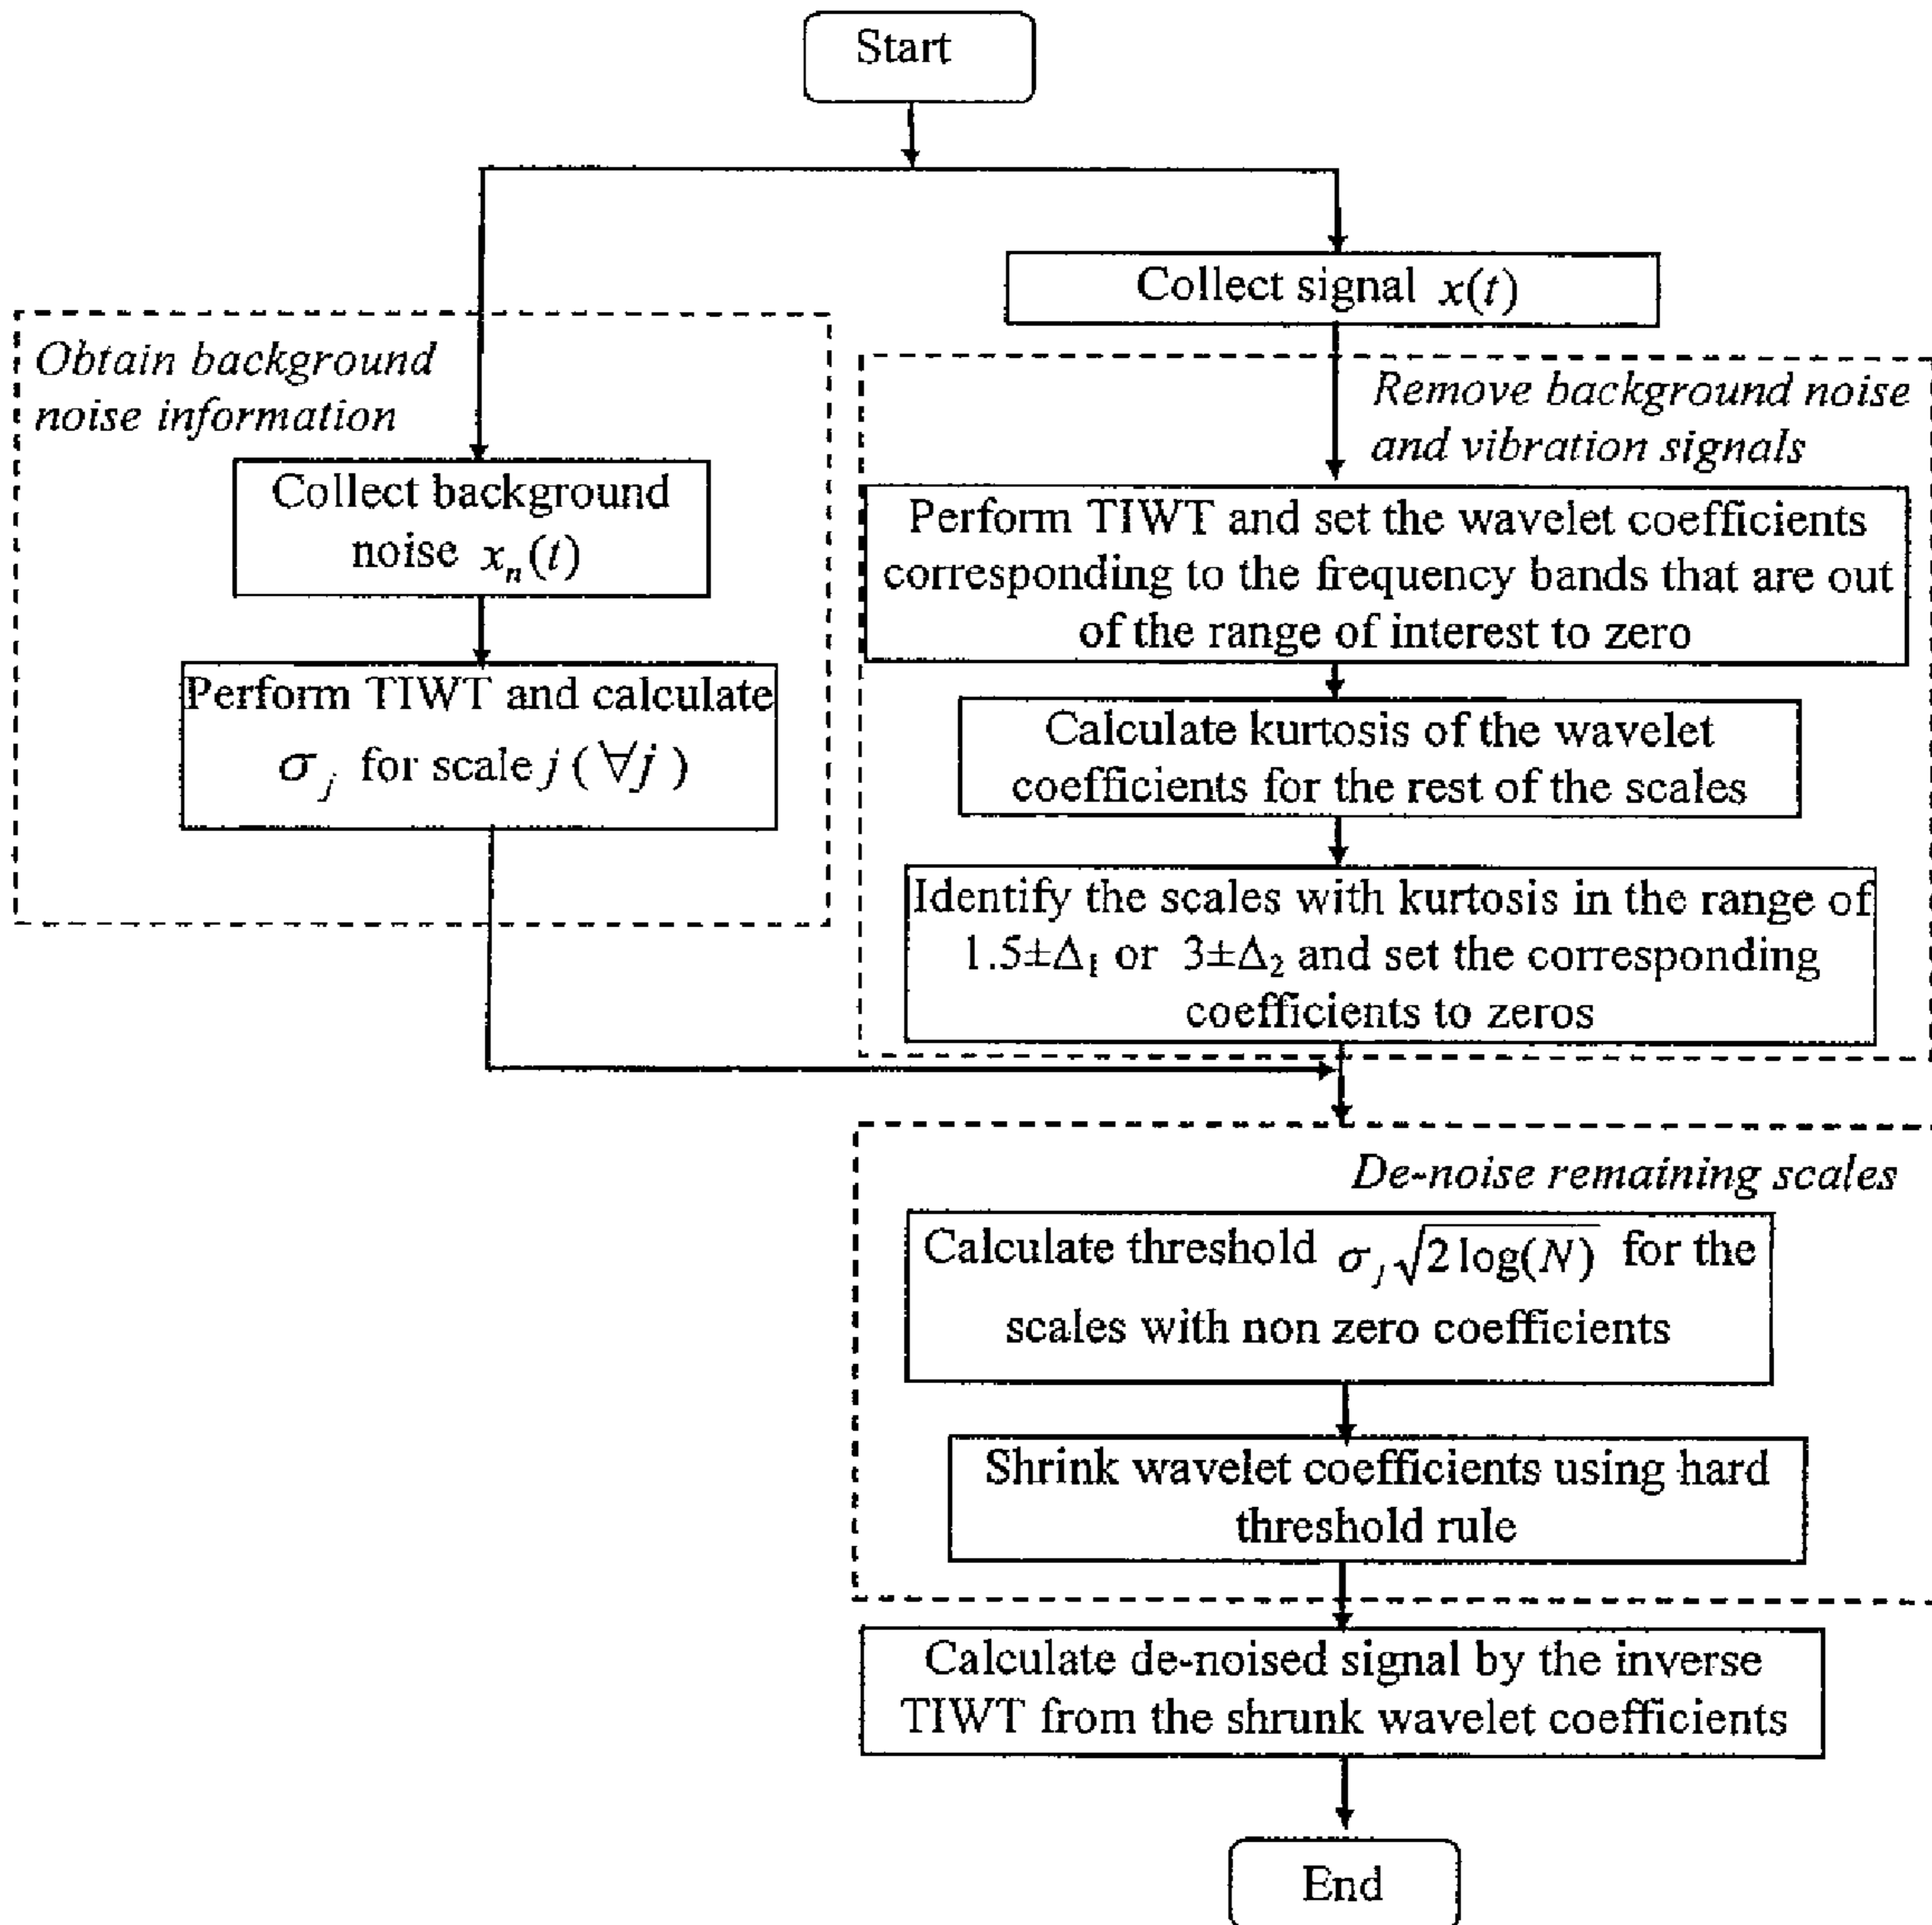 Start
Collect signal x(t)
Obtain background
noise information
Collect background
noise xₙ(t)
Perform TIWT and calculate
σⱼ for scale j (∀j)
Remove background noise
and vibration signals
Perform TIWT and set the wavelet coefficients
corresponding to the frequency bands that are out
of the range of interest to zero
Calculate kurtosis of the wavelet
coefficients for the rest of the scales
Identify the scales with kurtosis in the range of
1.5±Δ₁ or 3±Δ₂ and set the corresponding
coefficients to zeros
De-noise remaining scales
Calculate threshold σⱼ√2 log(N) for the
scales with non zero coefficients
Shrink wavelet coefficients using hard
threshold rule
Calculate de-noised signal by the inverse
TIWT from the shrunk wavelet coefficients
End